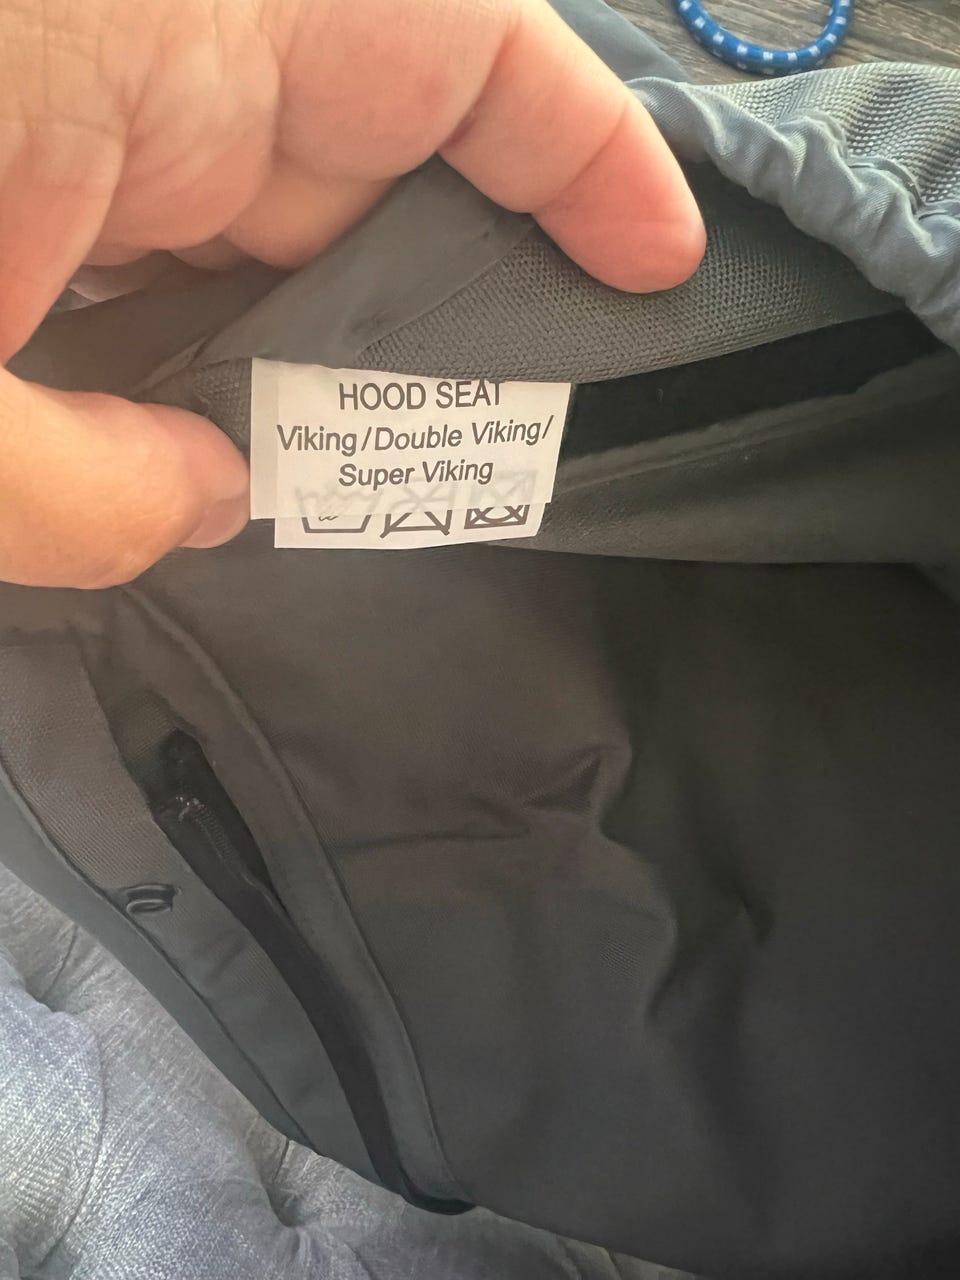 HOOD SEAT
Viking/Double Viking/
Super Viking